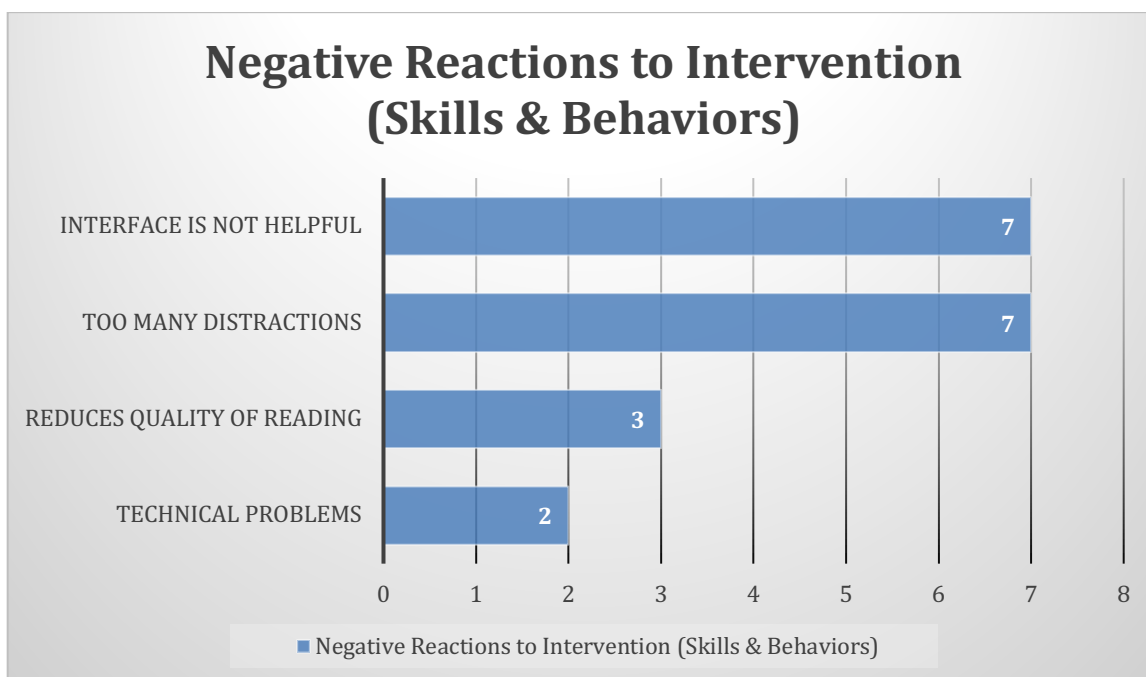 Negative Reactions to Intervention
(Skills & Behaviors)
INTERFACE IS NOT HELPFUL
7
TOO MANY DISTRACTIONS
7
REDUCES QUALITY OF READING
3
TECHNICAL PROBLEMS
2
0 1 2 3 4 5 6 7 8
Negative Reactions to Intervention (Skills & Behaviors)